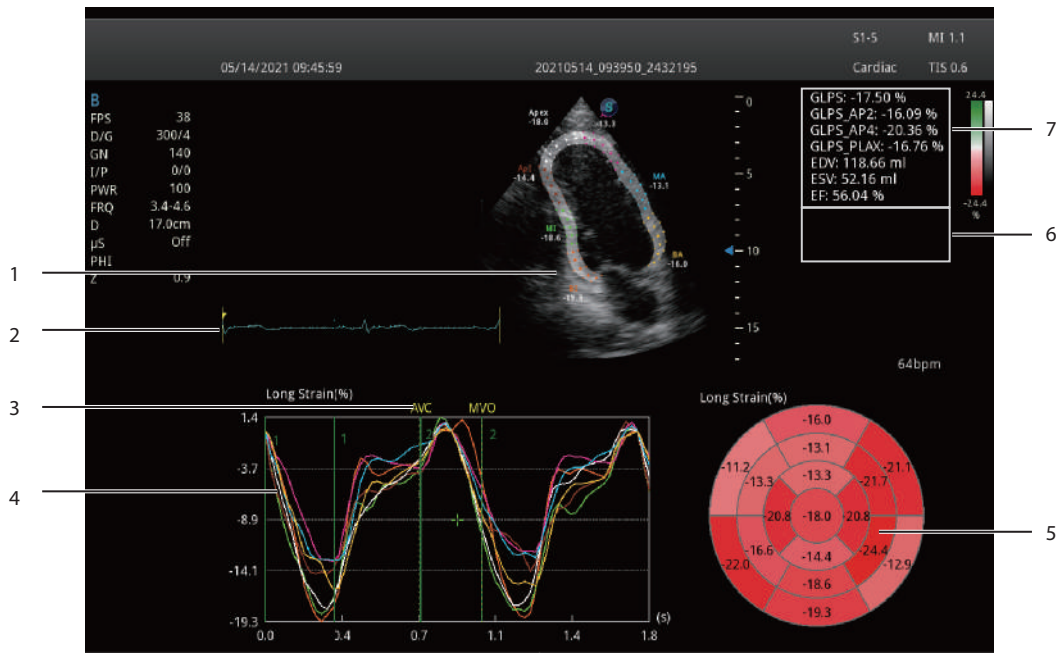 S1-5 MI 1.1
05/14/2021 09:45:59 20210514_093950_2432195 Cardiac TIS 0.6
B
FPS 38
D/G 300/4
GN 140
I/P 0/0
PWR 100
FRQ 3.4-4.6
D 17.0cm
µS Off
PHI
Z 0.9
S
Apex
-18.6
-13.3
ApI
-14.4
MA
-13.1
MI
-18.6
BA
-16.0
0
5
10
15
GLPS: -17.50 %
GLPS_AP2: -16.09 %
GLPS_AP4: -20.36 %
GLPS_PLAX: -16.76 %
EDV: 118.66 ml
ESV: 52.16 ml
EF: 56.04 %
24.4
-24.4
%
7
6
1
2
3
4
5
64bpm
Long Strain(%)
AVC MVO
1 1 2 2
1.4
-3.7
-8.9
-14.1
-19.3
0.0 0.4 0.7 1.1 1.4 1.8
(s)
Long Strain(%)
-16.0
-13.1
-11.2 -13.3 -13.3 -21.7 -21.1
-20.8 -18.0 -20.8
-22.0 -16.6 -14.4 -24.4 -12.9
-18.6
-19.3